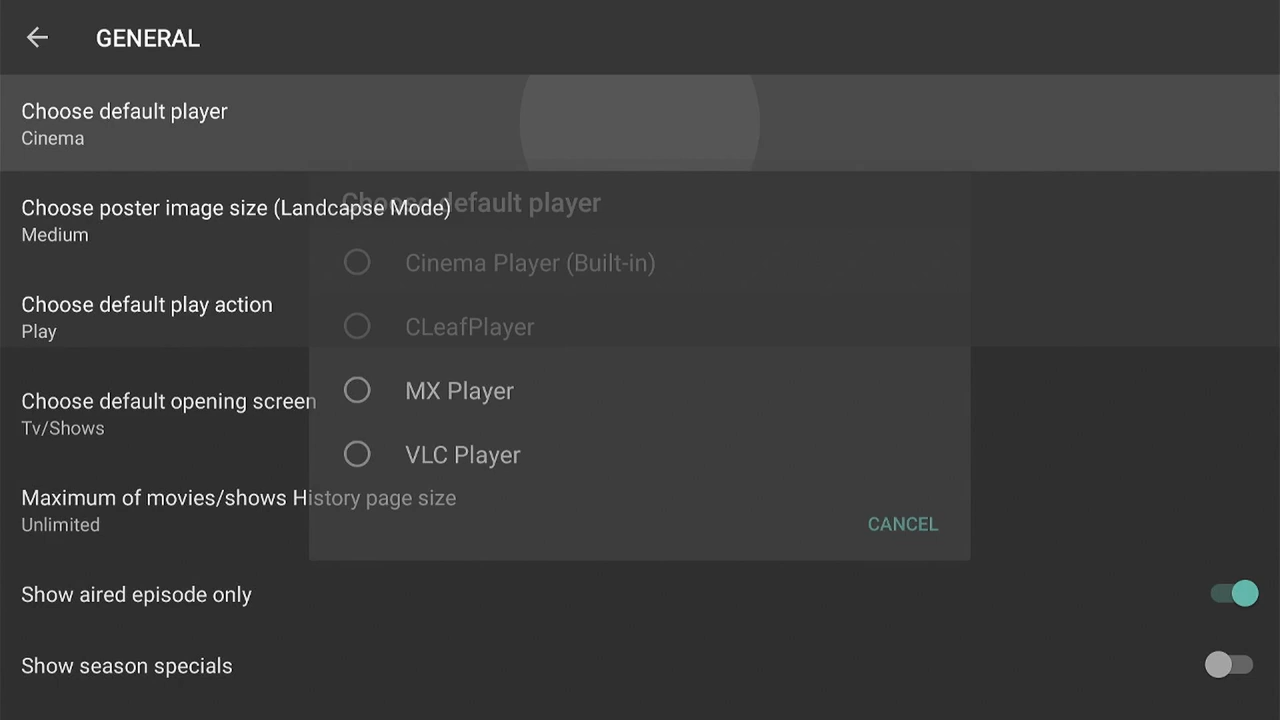 GENERAL
Choose default player
Cinema
Choose poster image size (Landcapse Mode)
Medium
Choose default play action
Play
Choose default opening screen
Tv/Shows
Maximum of movies/shows History page size
Unlimited
Show aired episode only
Show season specials
Choose default player
Cinema Player (Built-in)
CLeafPlayer
MX Player
VLC Player
CANCEL